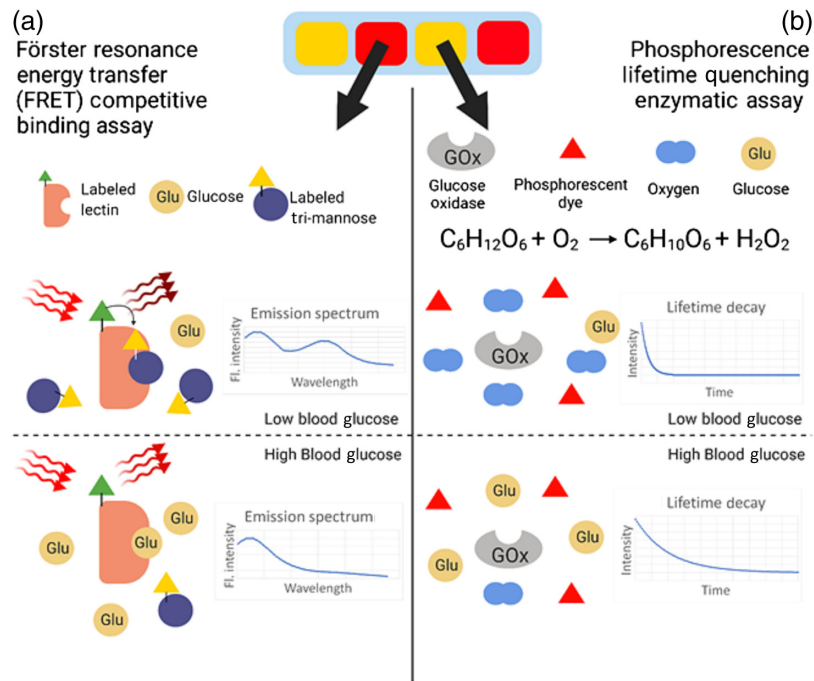 (a)
Förster resonance
energy transfer
(FRET) competitive
binding assay
Labeled
lectin
Glu
Glucose
Labeled
tri-mannose
Glu
Emission spectrum
Fl. intensity
Wavelength
Low blood glucose
High Blood glucose
Glu
Glu
Glu
Glu
Emission spectrum
Fl. intensity
Wavelength
(b)
Phosphorescence
lifetime quenching
enzymatic assay
GOx
Glu
Glucose
oxidase
Phosphorescent
dye
Oxygen
Glucose
C₆H₁₂O₆ + O₂ → C₆H₁₀O₆ + H₂O₂
Glu
GOx
Lifetime decay
Intensity
Time
Low blood glucose
High Blood glucose
Glu
Glu
Glu
GOx
Lifetime decay
Intensity
Time